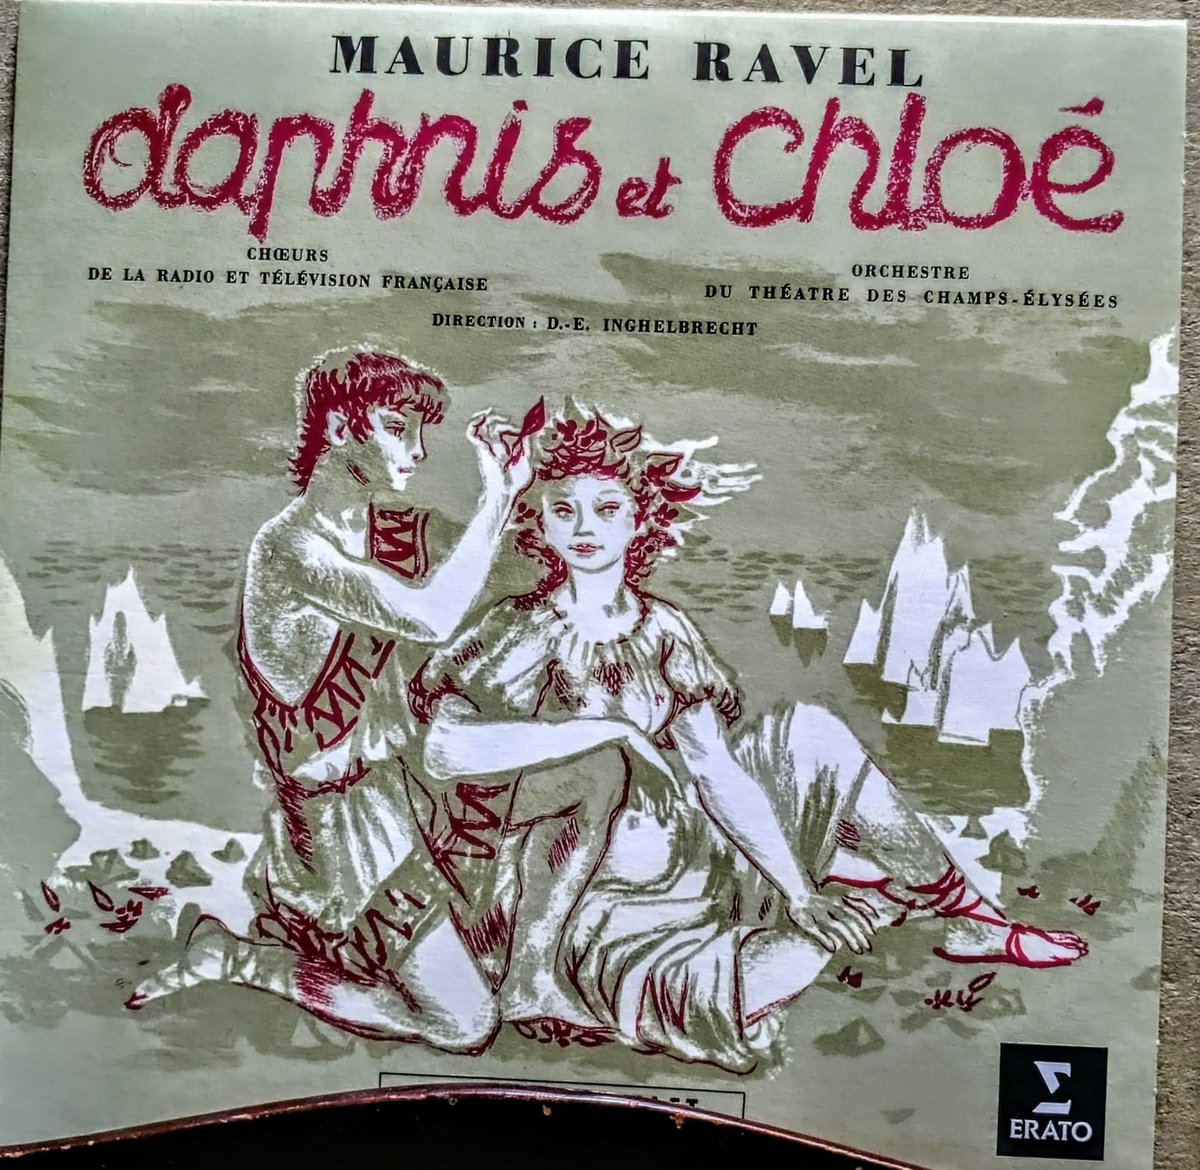 MAURICE RAVEL
daphnis et Chloé
CHŒURS
DE LA RADIO ET TÉLÉVISION FRANÇAISE
ORCHESTRE
DU THÉATRE DES CHAMPS-ÉLYSÉES
DIRECTION : D.-E. INGHELBRECHT
ERATO